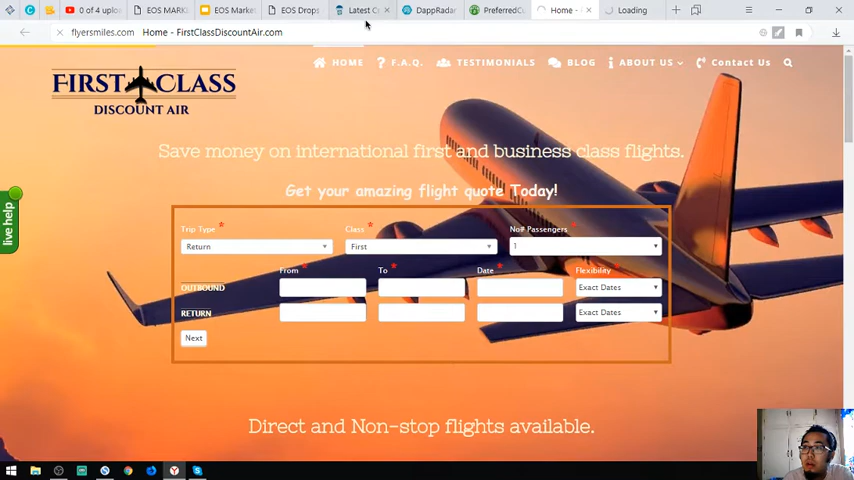 0 of 4 uploa
EOS MARK
EOS Market
EOS Drops
Latest C
DappRadar
PreferredCu
Home -
Loading
flyersmiles.com Home - FirstClassDiscountAir.com
FIRST CLASS
DISCOUNT AIR
HOME
F.A.Q.
TESTIMONIALS
BLOG
ABOUT US
Contact Us
Save money on international first and business class flights.
Get your amazing flight quote Today!
Trip Type *
Class *
No# Passengers *
Return
First
1
From *
To *
Date *
Flexibility *
OUTBOUND
Exact Dates
RETURN
Exact Dates
Next
live help
Direct and Non-stop flights available.